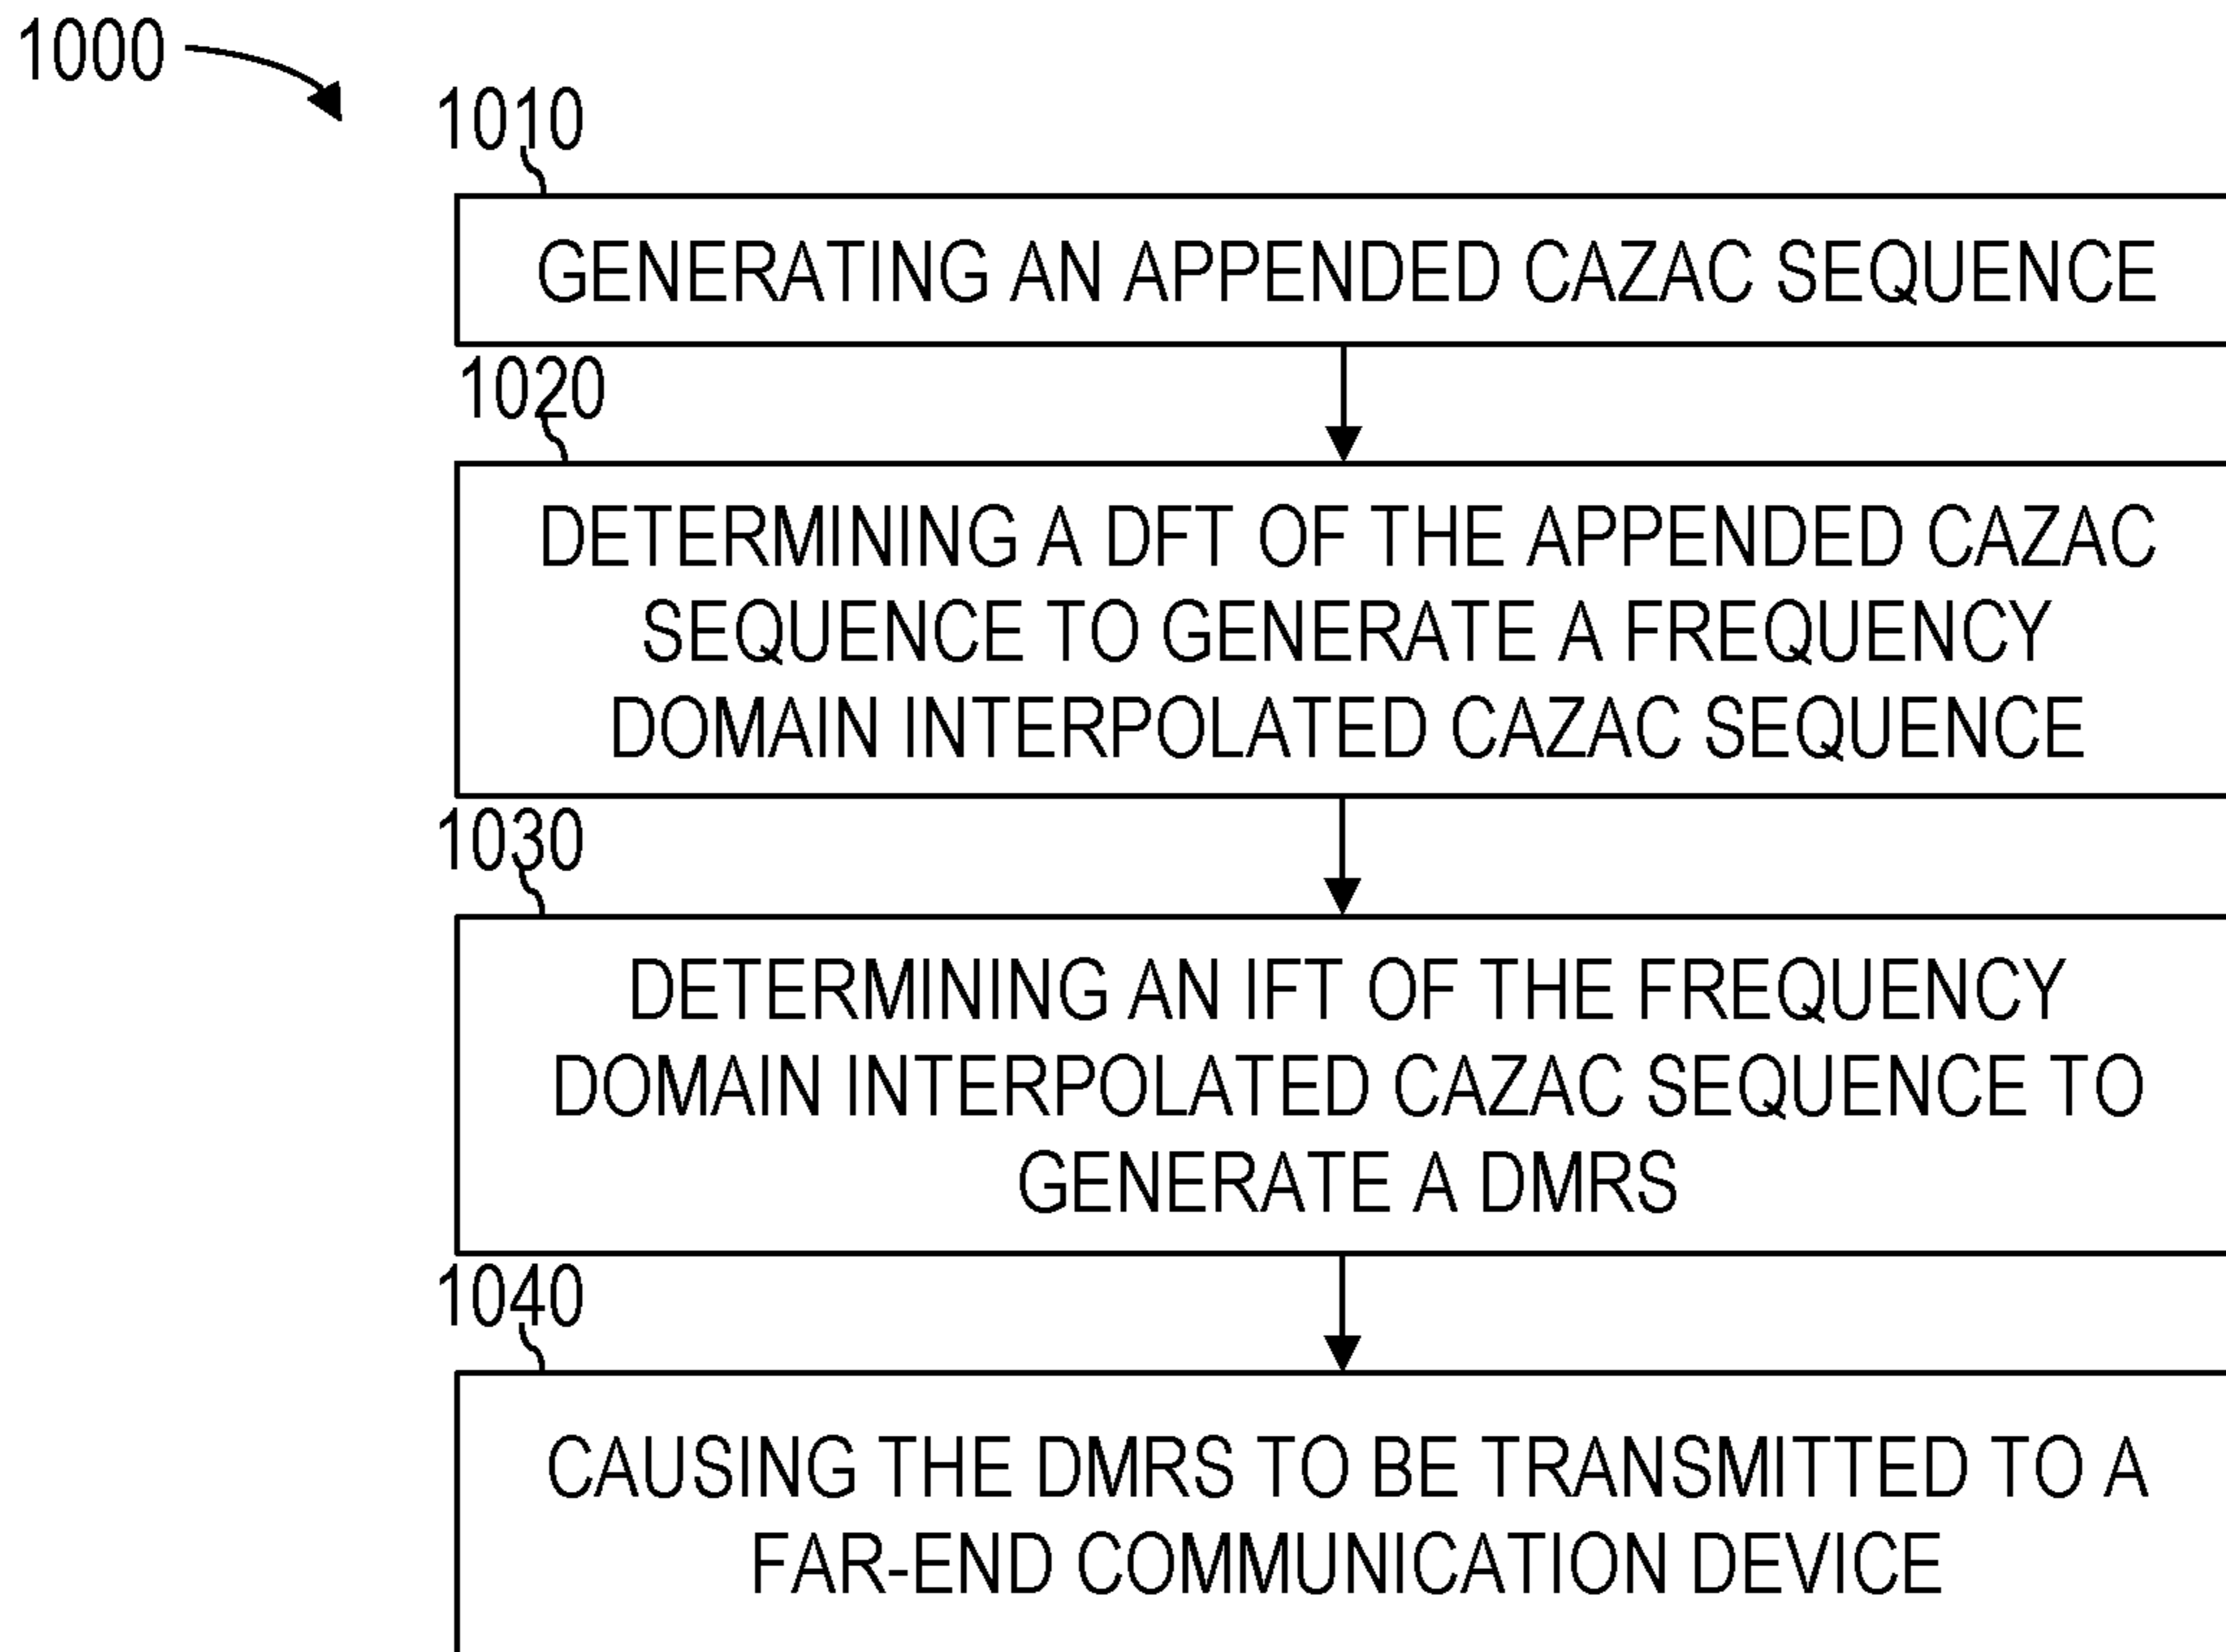 1000
1010
GENERATING AN APPENDED CAZAC SEQUENCE
1020
DETERMINING A DFT OF THE APPENDED CAZAC
SEQUENCE TO GENERATE A FREQUENCY
DOMAIN INTERPOLATED CAZAC SEQUENCE
1030
DETERMINING AN IFT OF THE FREQUENCY
DOMAIN INTERPOLATED CAZAC SEQUENCE TO
GENERATE A DMRS
1040
CAUSING THE DMRS TO BE TRANSMITTED TO A
FAR-END COMMUNICATION DEVICE